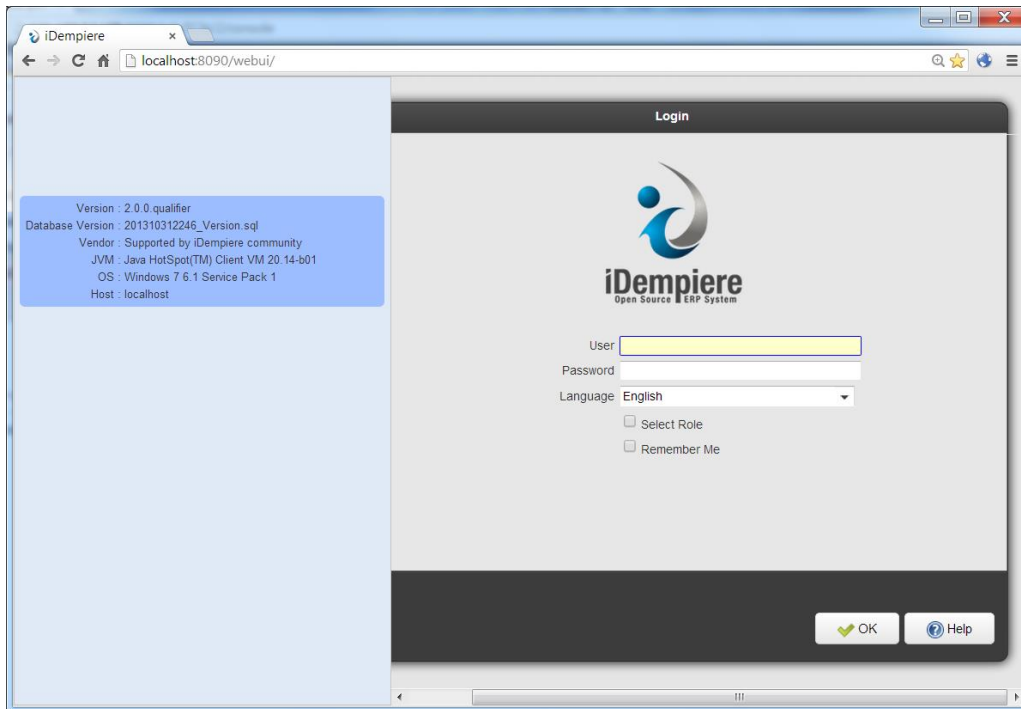 iDempiere
localhost:8090/webui/
Login
Version : 2.0.0.qualifier
Database Version : 201310312246_Version.sql
Vendor : Supported by iDempiere community
JVM : Java HotSpot(TM) Client VM 20.14-b01
OS : Windows 7 6.1 Service Pack 1
Host : localhost
iDempiere
Open Source ERP System
User
Password
Language English
Select Role
Remember Me
OK Help